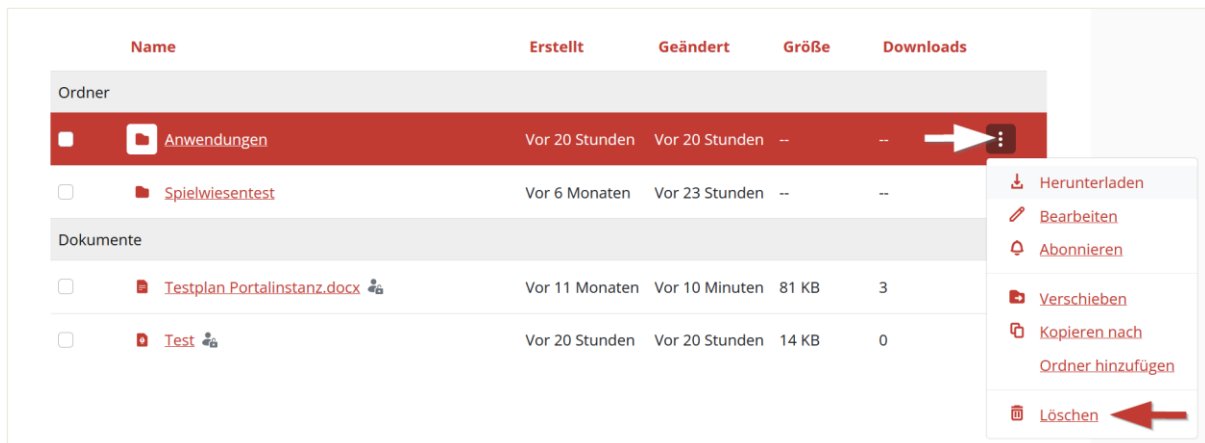 Name Erstellt Geändert Größe Downloads
Ordner
Anwendungen Vor 20 Stunden Vor 20 Stunden -- --
Spielwiesentest Vor 6 Monaten Vor 23 Stunden -- --
Dokumente
Testplan Portalinstanz.docx Vor 11 Monaten Vor 10 Minuten 81 KB 3
Test Vor 20 Stunden Vor 20 Stunden 14 KB 0
Herunterladen
Bearbeiten
Abonnieren
Verschieben
Kopieren nach
Ordner hinzufügen
Löschen